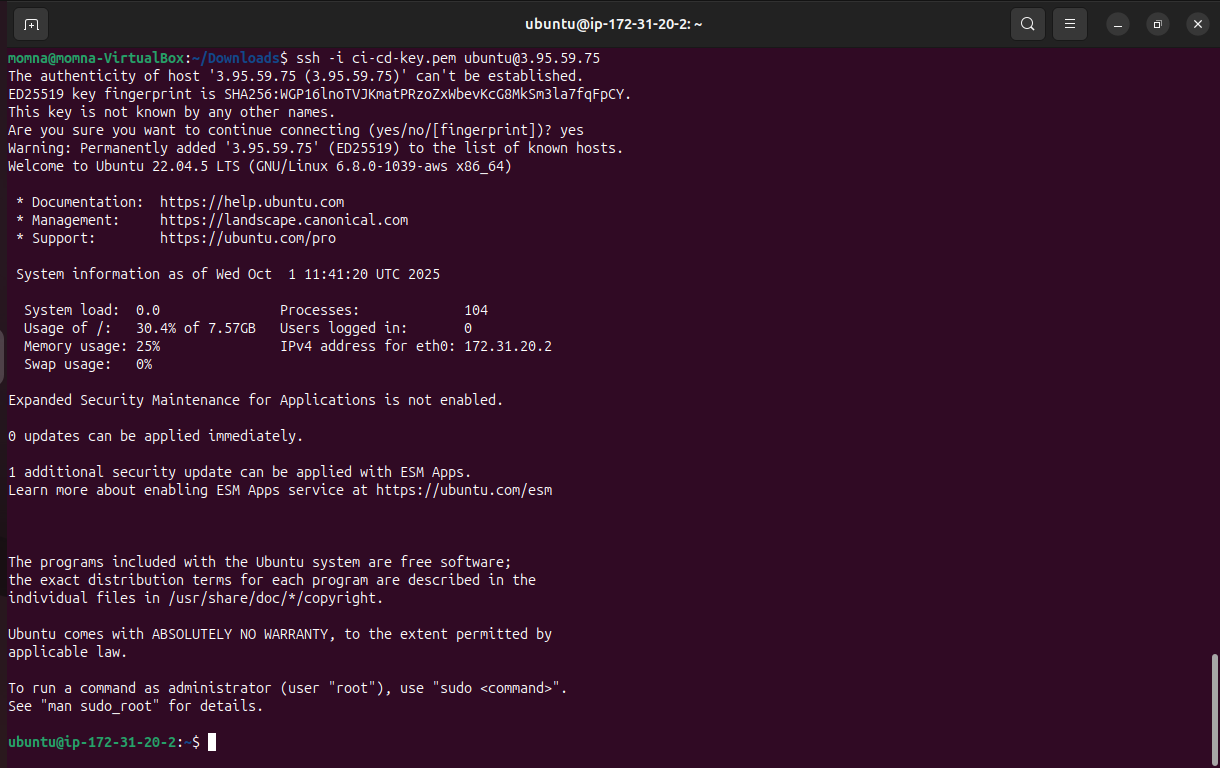 ubuntu@ip-172-31-20-2: ~
momna@momna-VirtualBox:~/Downloads$ ssh -i ci-cd-key.pem ubuntu@3.95.59.75
The authenticity of host '3.95.59.75 (3.95.59.75)' can't be established.
ED25519 key fingerprint is SHA256:WGP16lnoTVJKmatPRzoZxWbevKcG8MkSm3la7fqFpCY.
This key is not known by any other names.
Are you sure you want to continue connecting (yes/no/[fingerprint])? yes
Warning: Permanently added '3.95.59.75' (ED25519) to the list of known hosts.
Welcome to Ubuntu 22.04.5 LTS (GNU/Linux 6.8.0-1039-aws x86_64)
* Documentation:  https://help.ubuntu.com
* Management:     https://landscape.canonical.com
* Support:        https://ubuntu.com/pro
System information as of Wed Oct  1 11:41:20 UTC 2025
System load:  0.0               Processes:             104
Usage of /:   30.4% of 7.57GB   Users logged in:       0
Memory usage: 25%               IPv4 address for eth0: 172.31.20.2
Swap usage:   0%
Expanded Security Maintenance for Applications is not enabled.
0 updates can be applied immediately.
1 additional security update can be applied with ESM Apps.
Learn more about enabling ESM Apps service at https://ubuntu.com/esm
The programs included with the Ubuntu system are free software;
the exact distribution terms for each program are described in the
individual files in /usr/share/doc/*/copyright.
Ubuntu comes with ABSOLUTELY NO WARRANTY, to the extent permitted by
applicable law.
To run a command as administrator (user "root"), use "sudo <command>".
See "man sudo_root" for details.
ubuntu@ip-172-31-20-2:~$